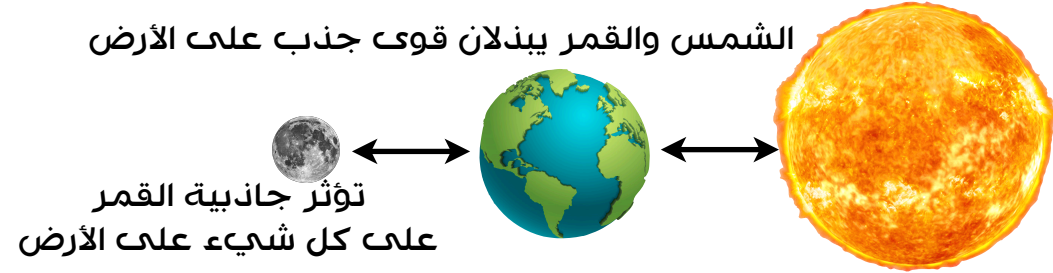 الشمس والقمر يبذلان قوى جذب على الأرض
تؤثر جاذبية القمر
على كل شيء على الأرض